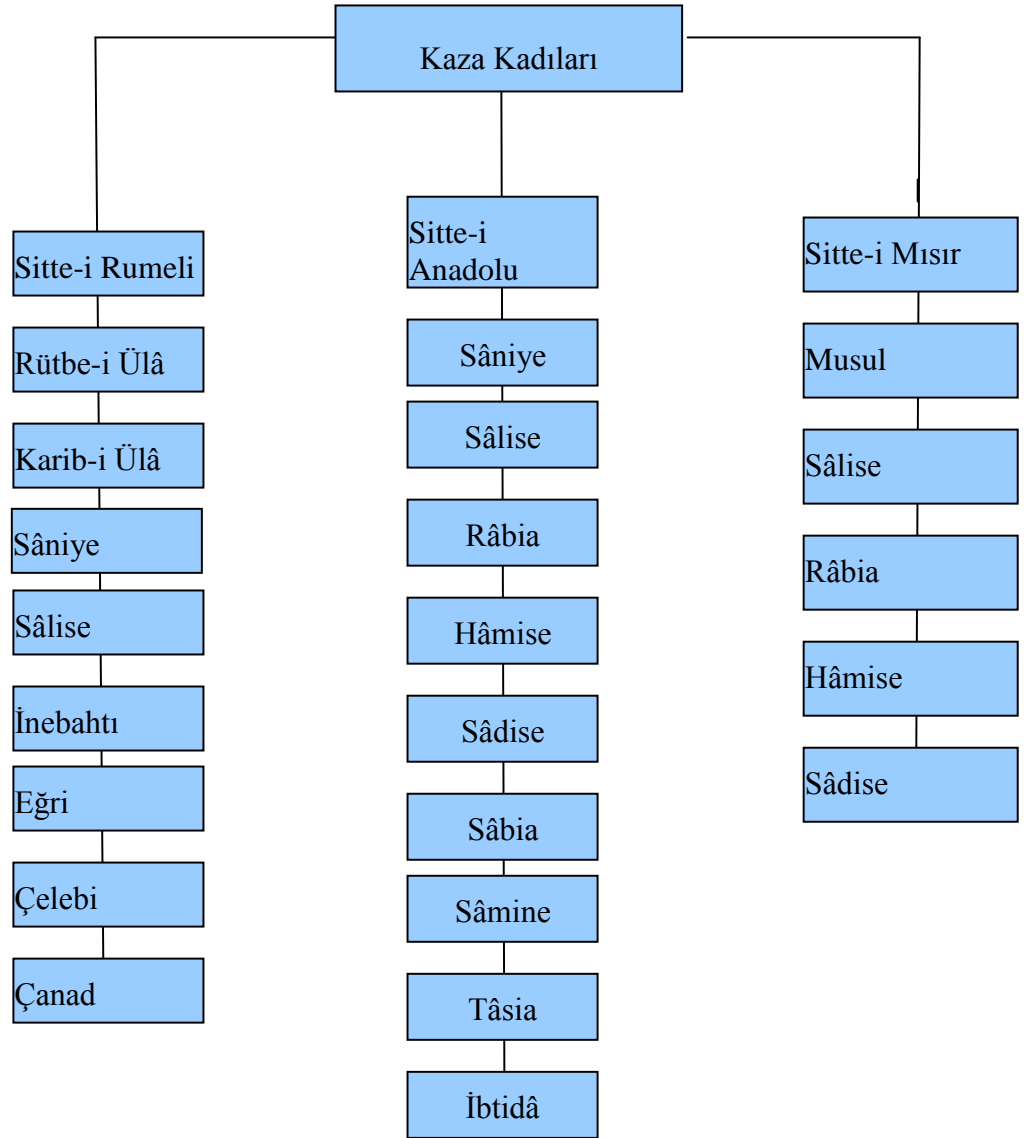 Kaza Kadıları
Sitte-i Rumeli
Rütbe-i Ülâ
Karib-i Ülâ
Sâniye
Sâlise
İnebahtı
Eğri
Çelebi
Çanad
Sitte-i
Anadolu
Sâniye
Sâlise
Râbia
Hâmise
Sâdise
Sâbia
Sâmine
Tâsia
İbtidâ
Sitte-i Mısır
Musul
Sâlise
Râbia
Hâmise
Sâdise